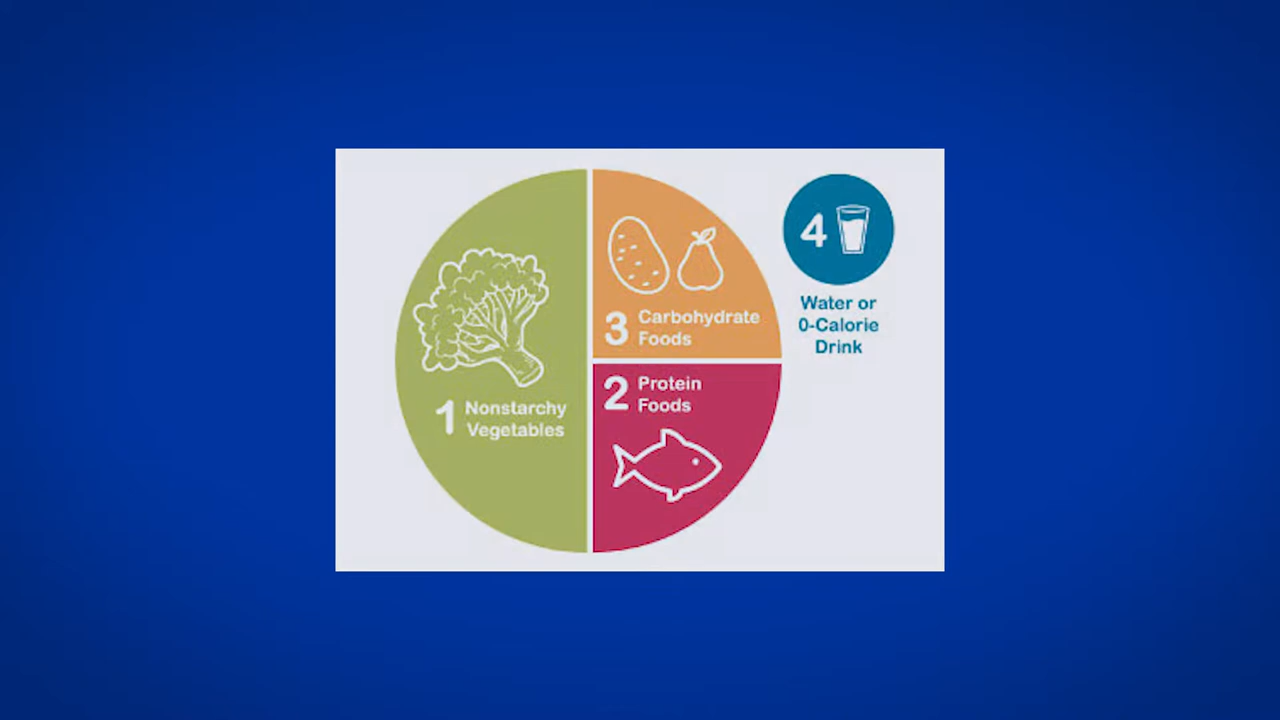 1 Nonstarchy
Vegetables
2 Protein
Foods
3 Carbohydrate
Foods
4
Water or
0-Calorie
Drink